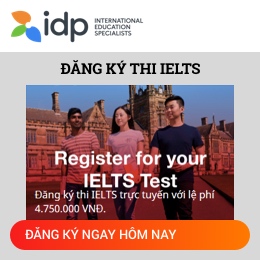 idp
INTERNATIONAL
EDUCATION
SPECIALISTS
ĐĂNG KÝ THI IELTS
Register for your
IELTS Test
Đăng ký thi IELTS trực tuyến với lệ phí
4.750.000 VNĐ.
ĐĂNG KÝ NGAY HÔM NAY